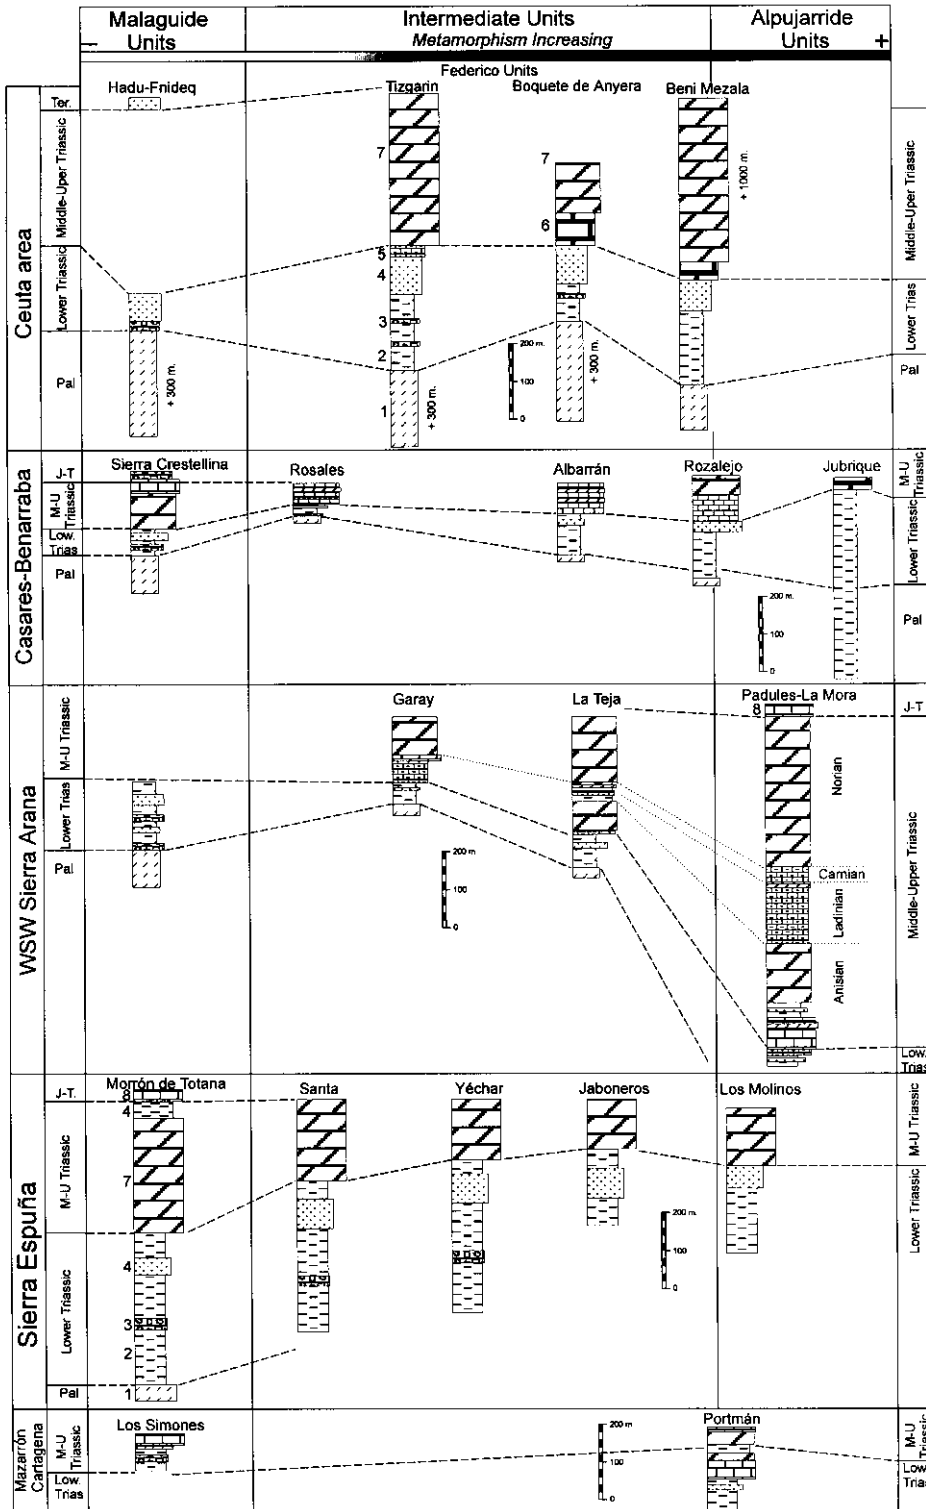 Malaguide Units
Intermediate Units
Metamorphism Increasing
Alpujarride Units
−
+
Federico Units
Hadu-Fnideq
Tizgarin
Boquete de Anyera
Beni Mezala
Ceuta area
Ter.
Middle-Uper Triassic
Lower Triassic
Pal
+ 300 m.
7
5
4
3
2
1
+ 300 m.
7
6
200 m.
100
0
+ 300 m.
+ 1000 m.
Middle-Uper Triassic
Lower Trias
Pal
Casares-Benarraba
J-T
M-U Triassic
Low. Trias
Pal
Sierra Crestellina
Rosales
Albarrán
Rozalejo
Jubrique
200 m.
100
0
M-U Triassic
Lower Triassic
Pal
WSW Sierra Arana
M-U Triassic
Lower Trias
Pal
Garay
La Teja
Padules-La Mora
8
200 m
100
0
Norian
Carnian
Ladinian
Anisian
J-T
Middle-Upper Triassic
Low. Trias
Sierra Espuña
J-T.
M-U Triassic
Lower Triassic
Pal
Morrón de Totana
8
4
7
4
3
2
1
Santa
Yéchar
Jaboneros
Los Molinos
200 m
100
0
M-U Triassic
Lower Triassic
Mazarrón
Cartagena
M-U Triassic
Low. Trias
Los Simones
200 m
100
0
Portmán
M-U Triassic
Low. Trias